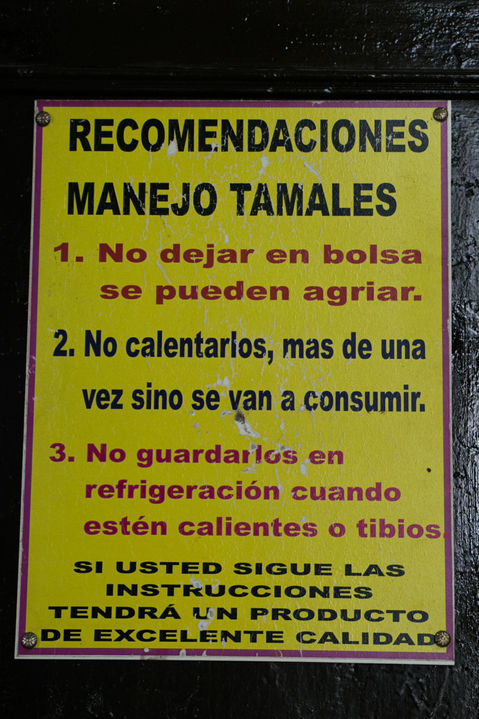 RECOMENDACIONES
MANEJO TAMALES
1. No dejar en bolsa
se pueden agriar.
2. No calentarlos, mas de una
vez sino se van a consumir.
3. No guardarlos en
refrigeración cuando
estén calientes o tibios.
SI USTED SIGUE LAS
INSTRUCCIONES
TENDRÁ UN PRODUCTO
DE EXCELENTE CALIDAD